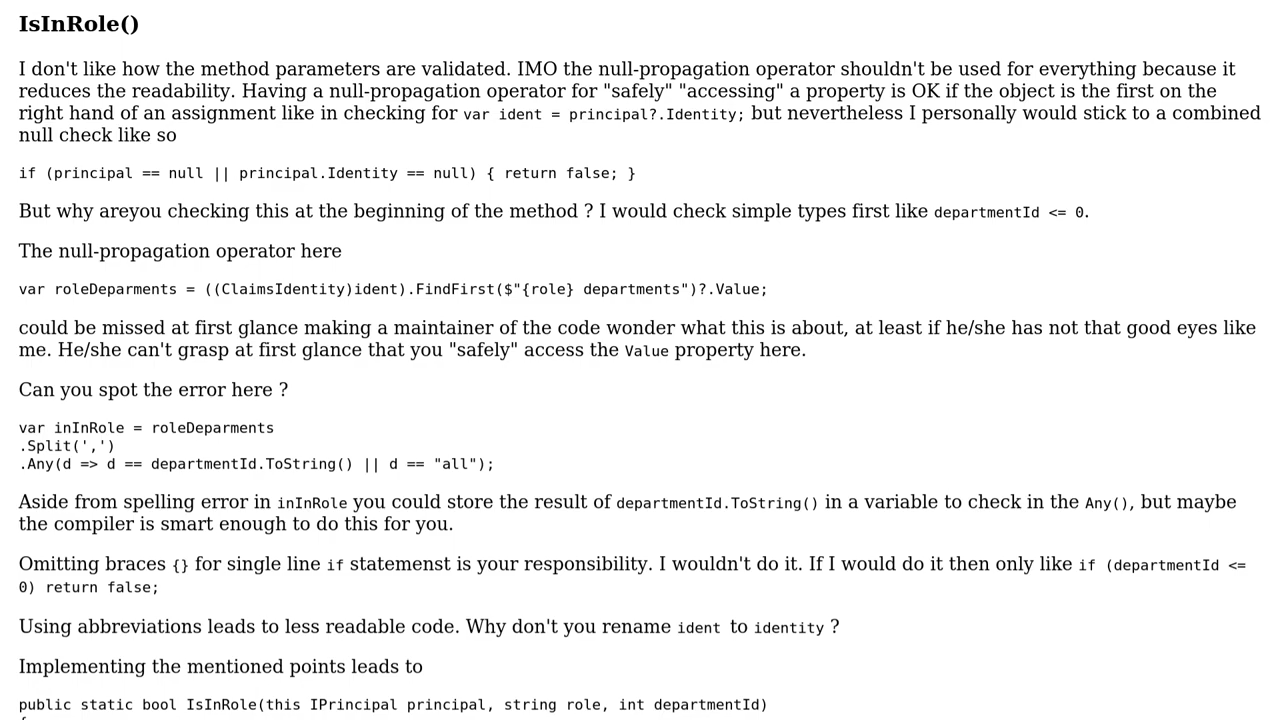 IsInRole()
I don't like how the method parameters are validated. IMO the null-propagation operator shouldn't be used for everything because it
reduces the readability. Having a null-propagation operator for "safely" "accessing" a property is OK if the object is the first on the
right hand of an assignment like in checking for var ident = principal?.Identity; but nevertheless I personally would stick to a combined
null check like so
if (principal == null || principal.Identity == null) { return false; }
But why areyou checking this at the beginning of the method ? I would check simple types first like departmentId <= 0.
The null-propagation operator here
var roleDeparments = ((ClaimsIdentity)ident).FindFirst($"{role} departments")?.Value;
could be missed at first glance making a maintainer of the code wonder what this is about, at least if he/she has not that good eyes like
me. He/she can't grasp at first glance that you "safely" access the Value property here.
Can you spot the error here ?
var inInRole = roleDeparments
.Split(',')
.Any(d => d == departmentId.ToString() || d == "all");
Aside from spelling error in inInRole you could store the result of departmentId.ToString() in a variable to check in the Any(), but maybe
the compiler is smart enough to do this for you.
Omitting braces {} for single line if statemenst is your responsibility. I wouldn't do it. If I would do it then only like if (departmentId <=
0) return false;
Using abbreviations leads to less readable code. Why don't you rename ident to identity ?
Implementing the mentioned points leads to
public static bool IsInRole(this IPrincipal principal, string role, int departmentId)